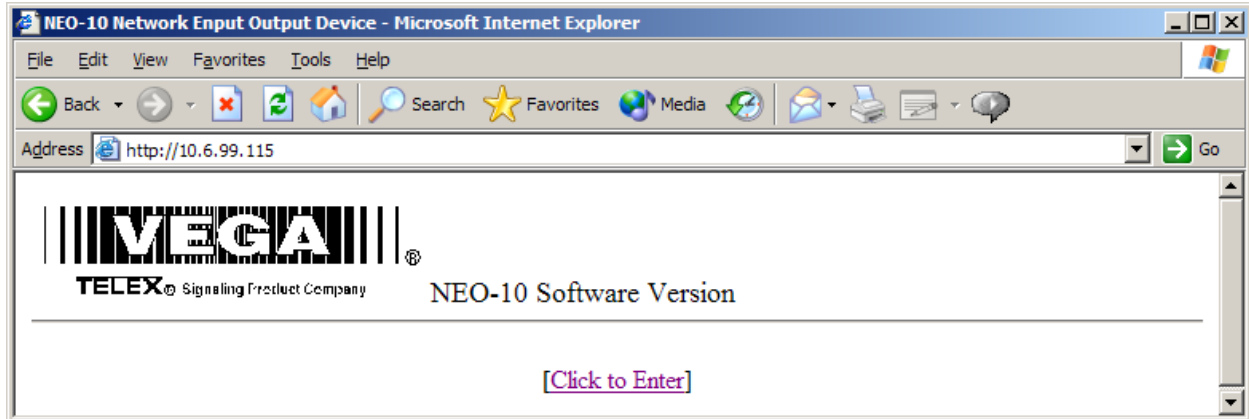 NEO-10 Network Enput Output Device - Microsoft Internet Explorer
File Edit View Favorites Tools Help
Back Search Favorites Media
Address http://10.6.99.115 Go
VEGA ®
TELEX® Signaling Product Company NEO-10 Software Version
[Click to Enter]